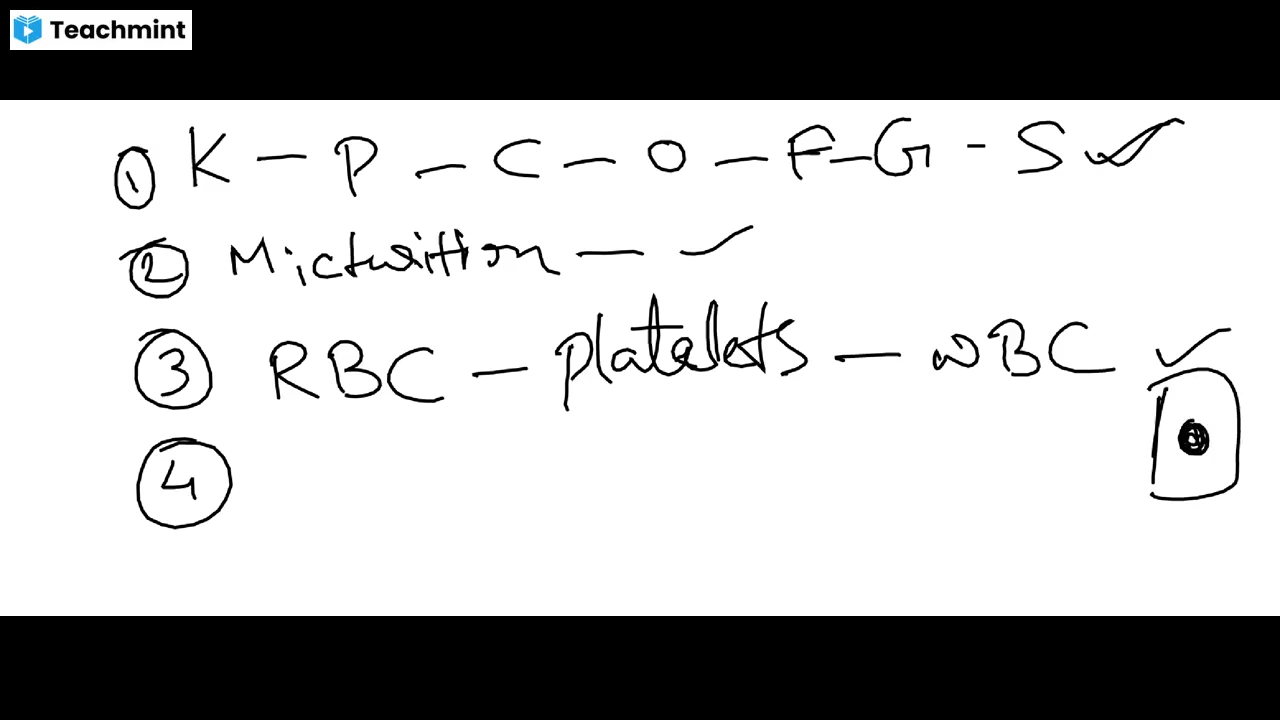 Teachmint
① K - P - C - O - F - G - S ✓
② Micturition - ✓
③ RBC - platelets - WBC ✓
④